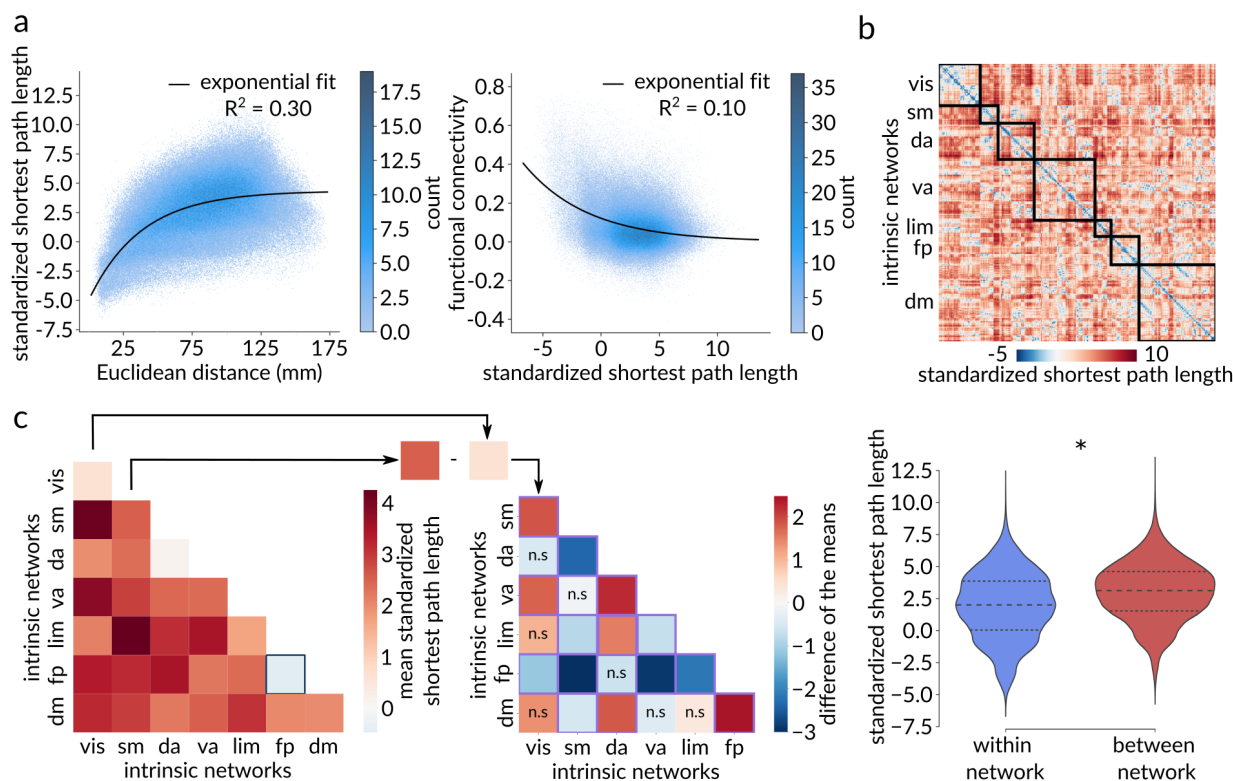 a
standardized shortest path length
12.5
10.0
7.5
5.0
2.5
0.0
-2.5
-5.0
-7.5
25
75
125
175
Euclidean distance (mm)
exponential fit
R² = 0.30
17.5
15.0
12.5
10.0
7.5
5.0
2.5
0.0
count
functional connectivity
0.8
0.6
0.4
0.2
0.0
-0.2
-0.4
-5
0
5
10
standardized shortest path length
exponential fit
R² = 0.10
35
30
25
20
15
10
5
0
count
b
intrinsic networks
vis
sm
da
va
lim
fp
dm
-5
10
standardized shortest path length
c
-
intrinsic networks
vis
sm
da
va
lim
fp
dm
vis sm da va lim fp dm
intrinsic networks
4
3
2
1
0
mean standardized
shortest path length
intrinsic networks
sm
da
n.s
va
n.s
lim
n.s
fp
n.s
dm
n.s n.s n.s
vis sm da va lim fp
intrinsic networks
2
1
0
−1
−2
−3
difference of the means
standardized shortest path length
12.5
10.0
7.5
5.0
2.5
0.0
−2.5
−5.0
−7.5
*
within
network
between
network